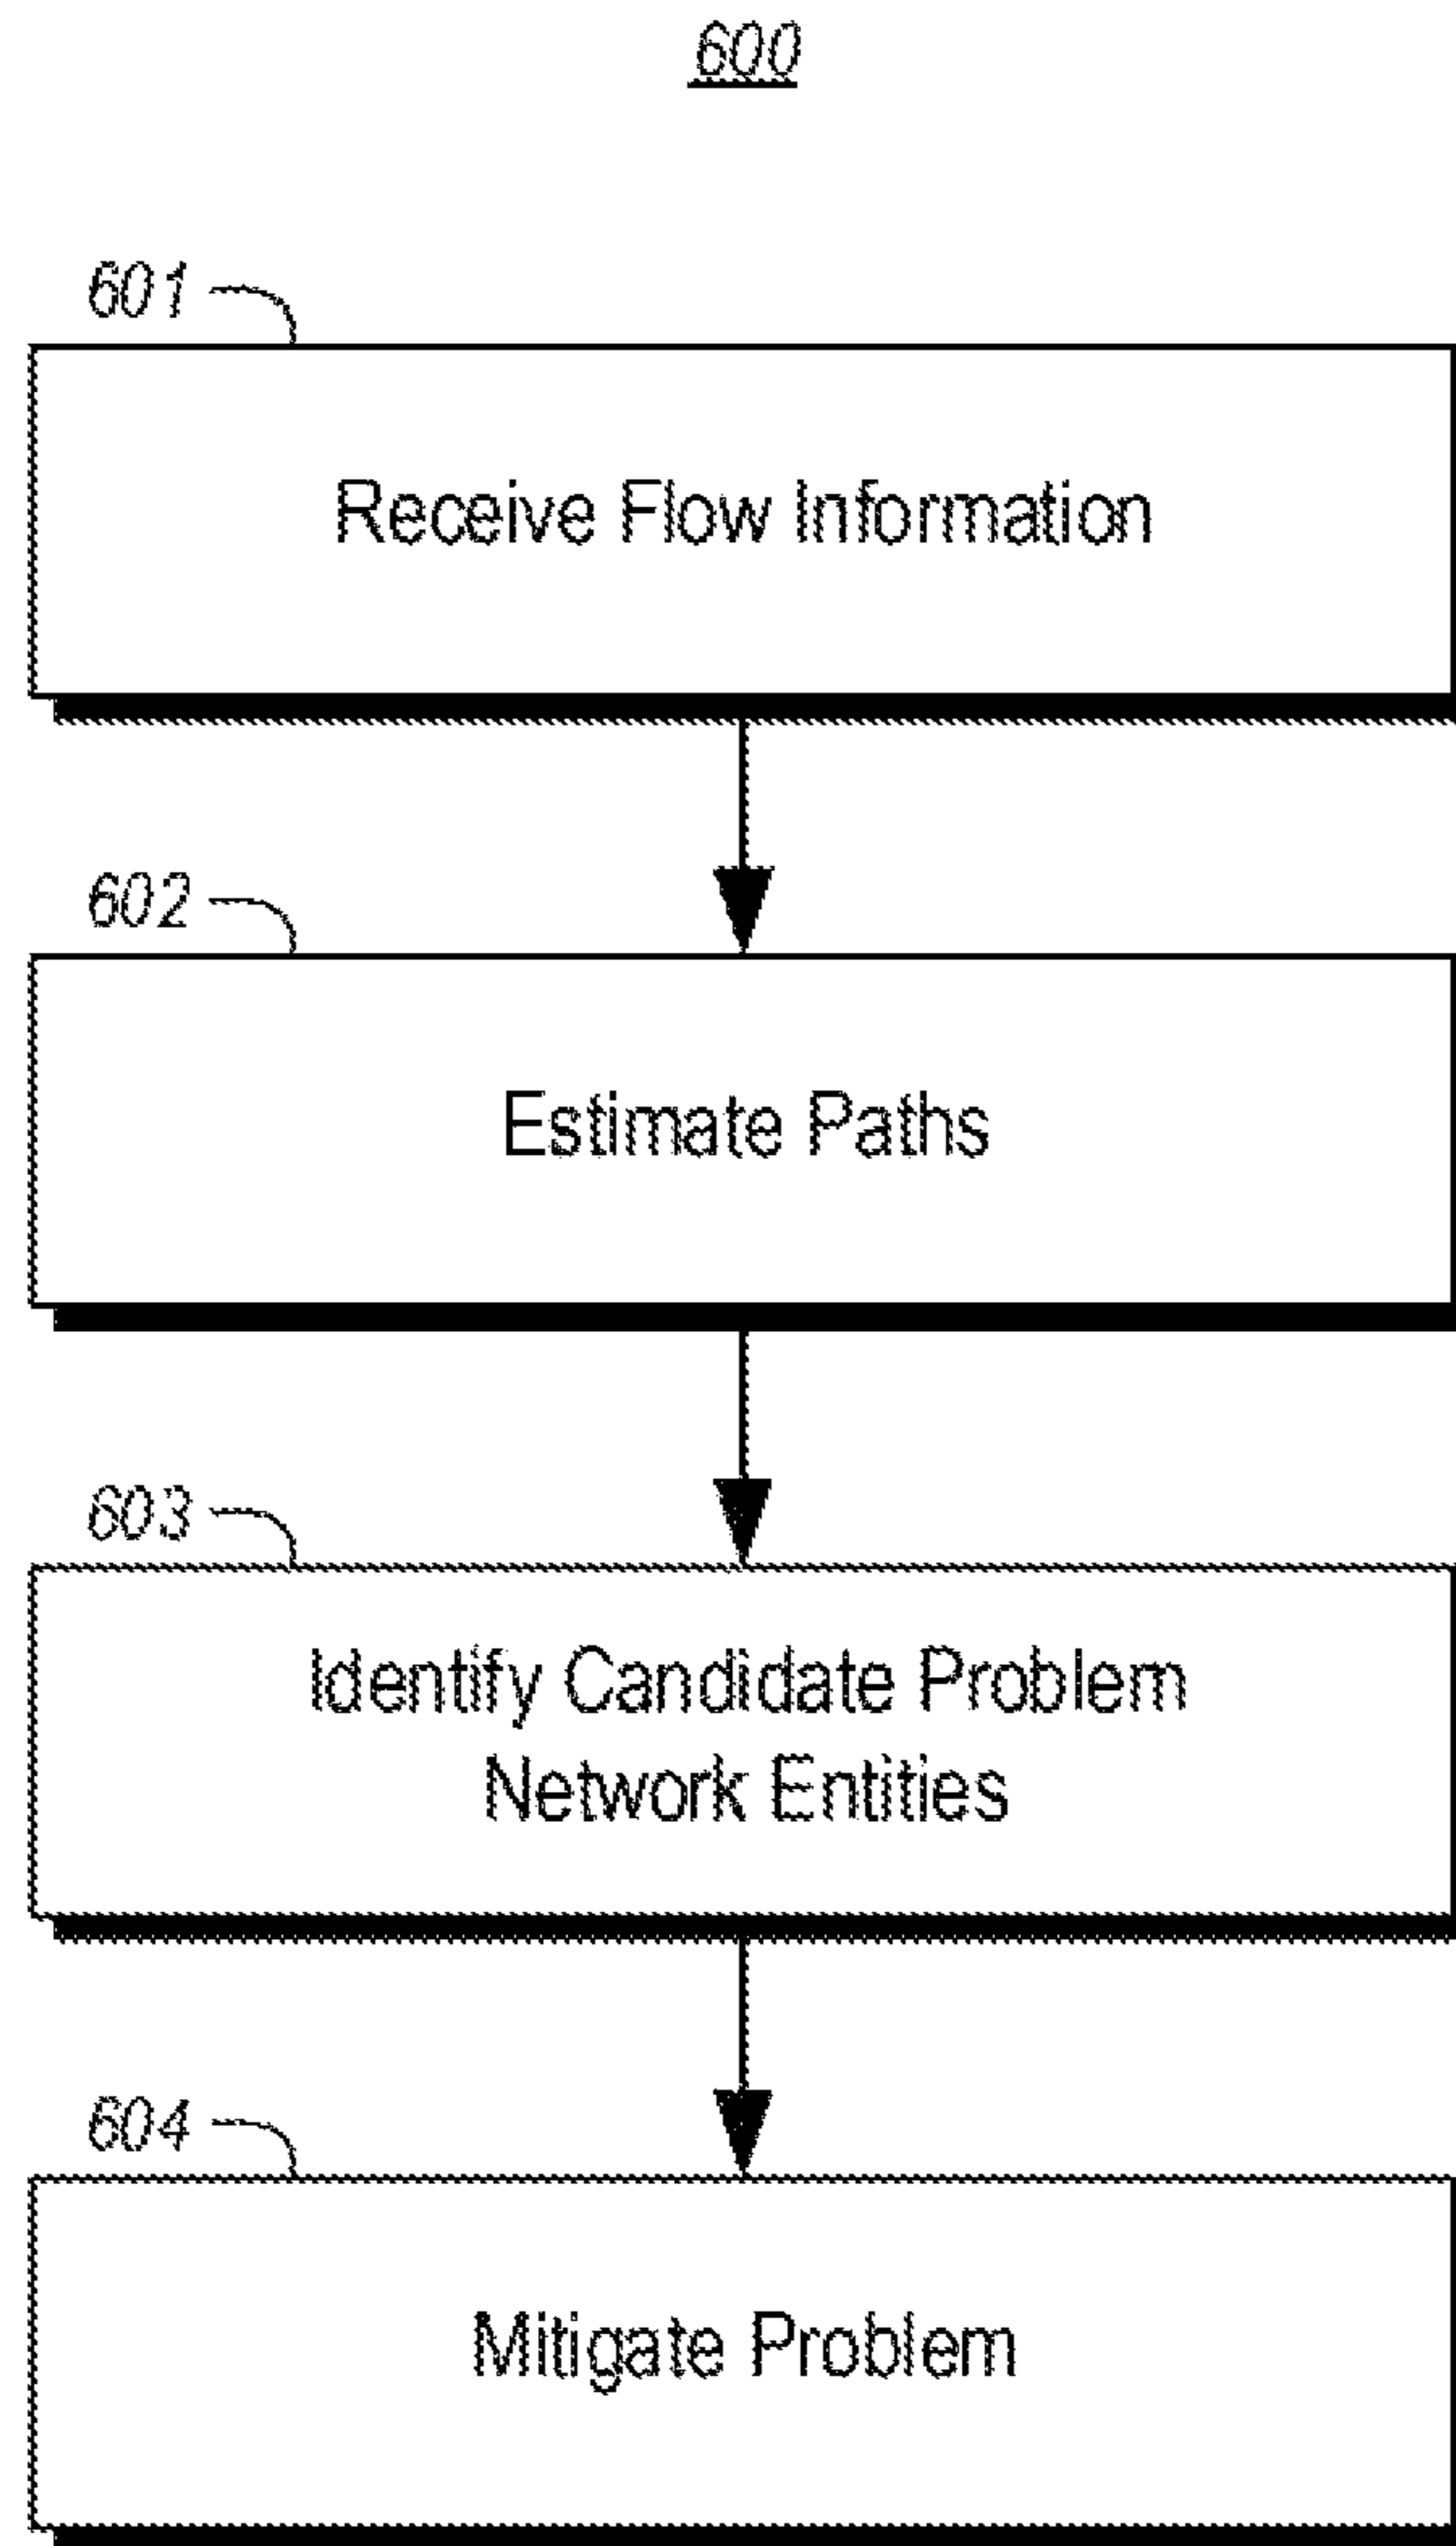 600
601
Receive Flow Information
602
Estimate Paths
603
Identify Candidate Problem
Network Entities
604
Mitigate Problem